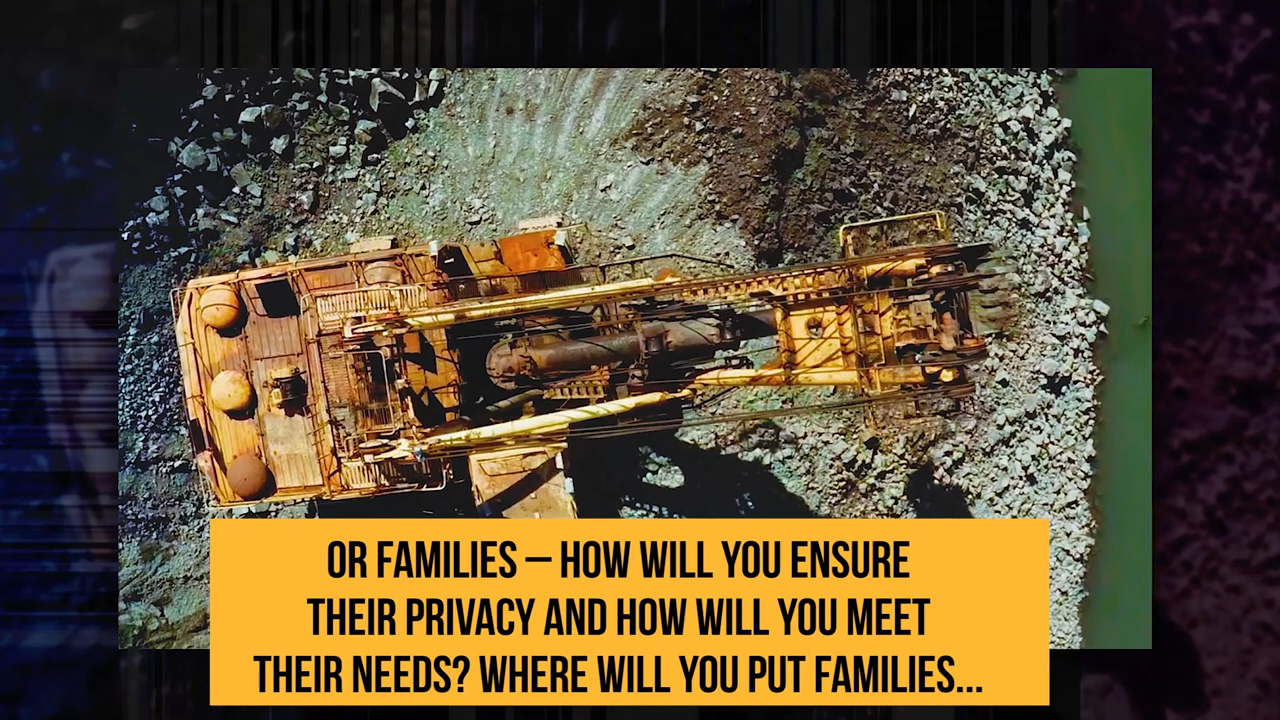 OR FAMILIES – HOW WILL YOU ENSURE
THEIR PRIVACY AND HOW WILL YOU MEET
THEIR NEEDS? WHERE WILL YOU PUT FAMILIES...